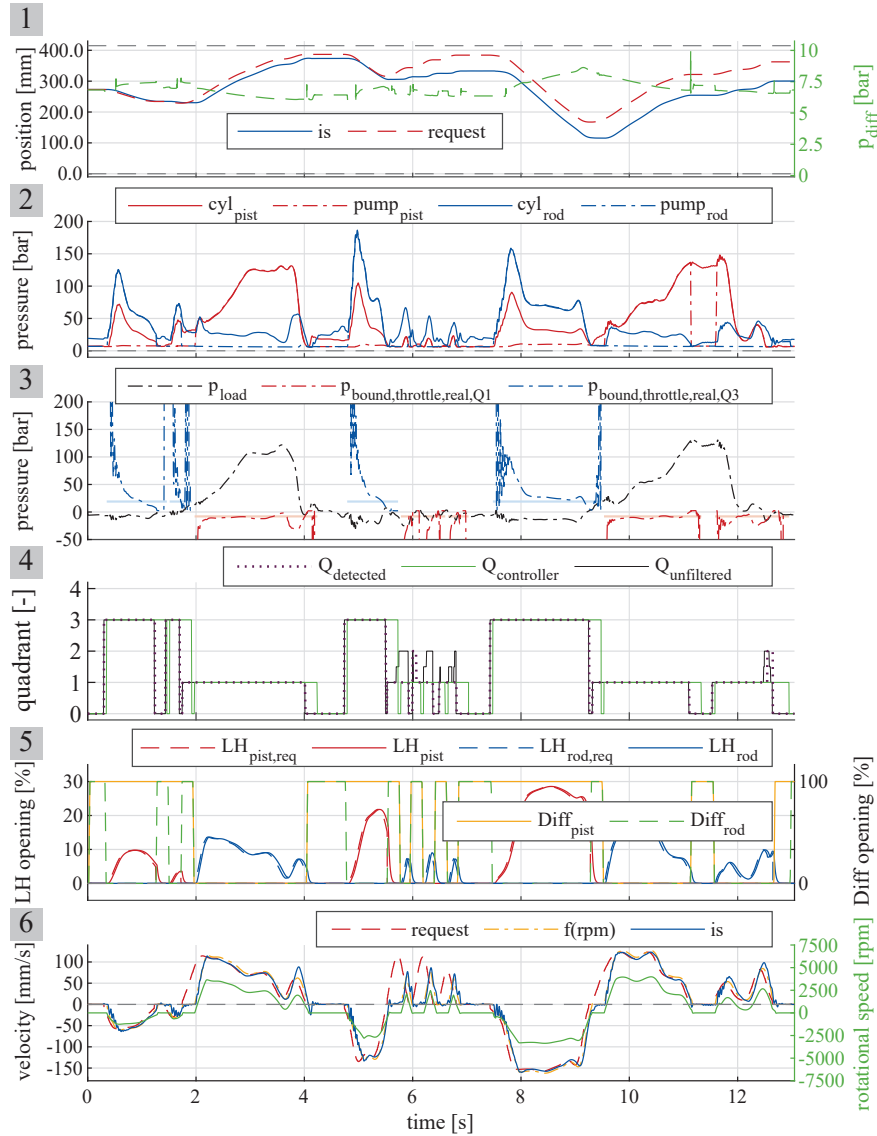 1
position [mm]
400.0
300.0
200.0
100.0
0.0
10
7.5
5
2.5
0
p_diff [bar]
is request
2
pressure [bar]
200
150
100
50
0
cyl_pist pump_pist cyl_rod pump_rod
3
pressure [bar]
200
150
100
50
0
-50
p_load p_bound,throttle,real,Q1 p_bound,throttle,real,Q3
4
quadrant [-]
4
3
2
1
0
Q_detected Q_controller Q_unfiltered
5
LH opening [%]
30
20
10
0
LH_pist,req LH_pist LH_rod,req LH_rod
Diff_pist Diff_rod
100
0
Diff opening [%]
6
velocity [mm/s]
100
50
0
-50
-100
-150
request f(rpm) is
7500
5000
2500
0
-2500
-5000
-7500
rotational speed [rpm]
0 2 4 6 8 10 12
time [s]